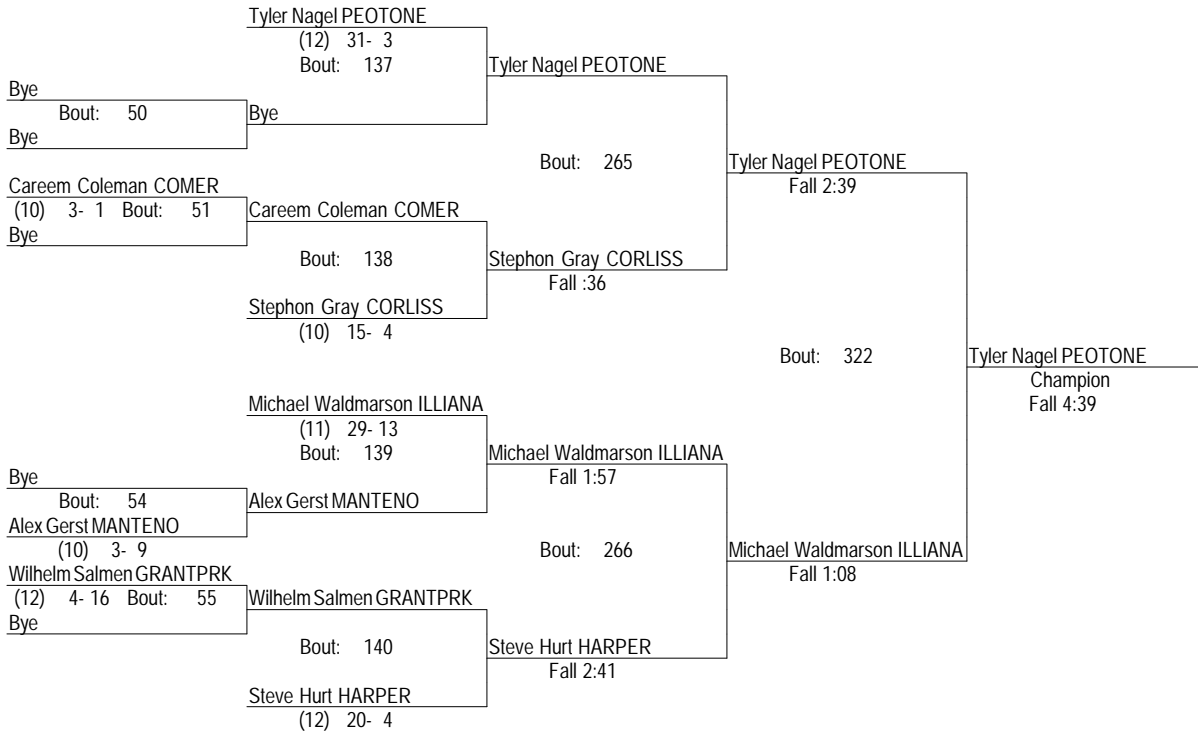 Tyler Nagel PEOTONE
(12) 31- 3
Bout: 137
Tyler Nagel PEOTONE
Bye
Bout: 50
Bye
Bye
Bout: 265
Tyler Nagel PEOTONE
Fall 2:39
Careem Coleman COMER
(10) 3- 1 Bout: 51
Careem Coleman COMER
Bye
Bout: 138
Stephon Gray CORLISS
Fall :36
Stephon Gray CORLISS
(10) 15- 4
Bout: 322
Tyler Nagel PEOTONE
Champion
Fall 4:39
Michael Waldmarson ILLIANA
(11) 29- 13
Bout: 139
Michael Waldmarson ILLIANA
Fall 1:57
Bye
Bout: 54
Alex Gerst MANTENO
Alex Gerst MANTENO
(10) 3- 9
Bout: 266
Michael Waldmarson ILLIANA
Fall 1:08
Wilhelm Salmen GRANTPRK
(12) 4- 16 Bout: 55
Wilhelm Salmen GRANTPRK
Bye
Bout: 140
Steve Hurt HARPER
Fall 2:41
Steve Hurt HARPER
(12) 20- 4